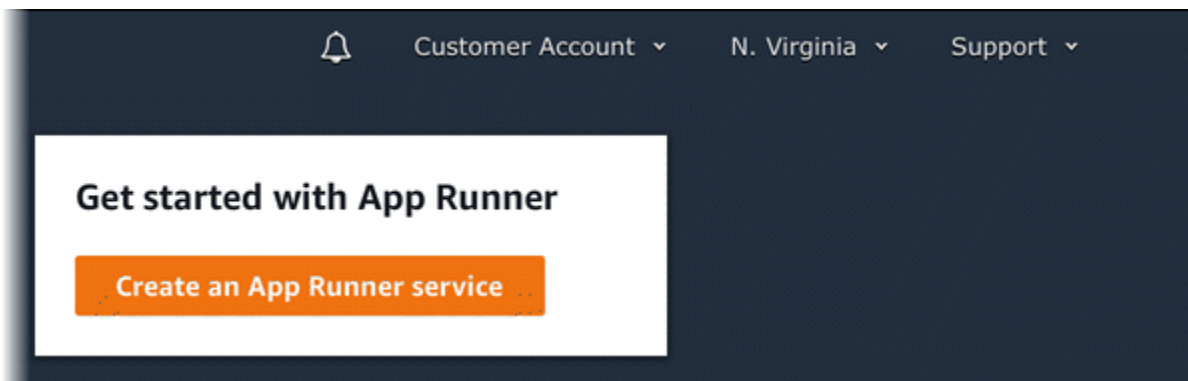 Customer Account N. Virginia Support
Get started with App Runner
Create an App Runner service